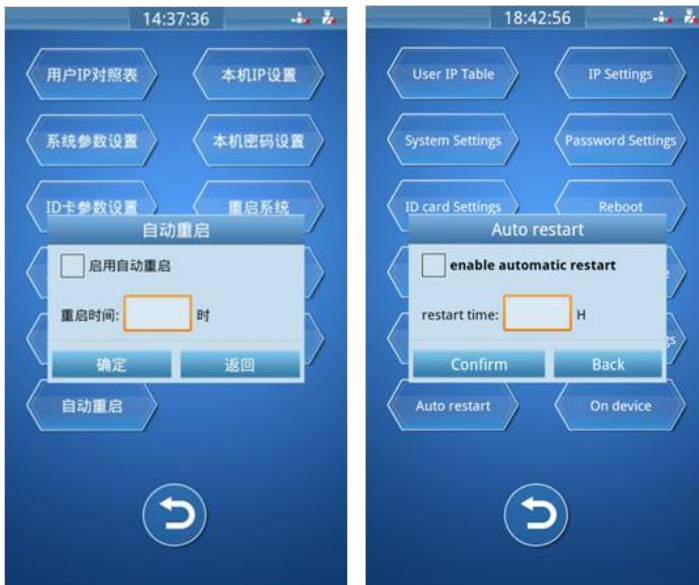 14:37:36
用户IP对照表
本机IP设置
系统参数设置
本机密码设置
ID卡参数设置
重启系统
自动重启
启用自动重启
重启时间:
时
确定
返回
自动重启
18:42:56
User IP Table
IP Settings
System Settings
Password Settings
ID card Settings
Reboot
Auto restart
enable automatic restart
restart time:
H
Confirm
Back
Auto restart
On device